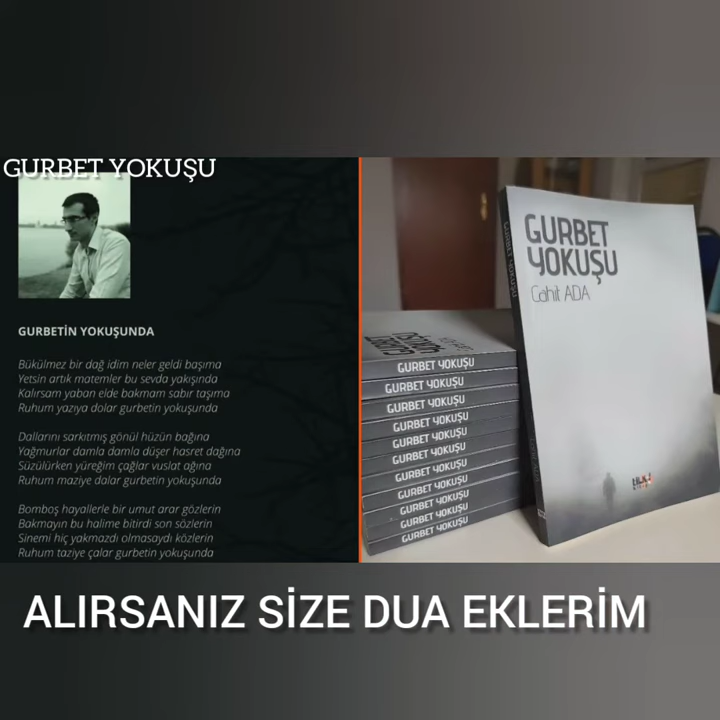 GURBET YOKUŞU
GURBETİN YOKUŞUNDA
Bükülmez bir dağ idim neler geldi başıma
Yetsin artık matemler bu sevda yakışında
Kalırsam yaban elde bakmam sabır taşıma
Ruhum yazıya dolar gurbetin yokuşunda
Dallarını sarkıtmış gönül hüzün bağına
Yağmurlar damla damla düşer hasret dağına
Süzülürken yüreğim çağlar vuslat ağına
Ruhum maziye dalar gurbetin yokuşunda
Bomboş hayallerle bir umut arar gözlerin
Bakmayın bu halime bitirdi son sözlerin
Sinemi hiç yakmazdı olmasaydı közlerin
Ruhum taziye çalar gurbetin yokuşunda
GURBET
YOKUŞU
Cahit ADA
GURBET YOKUŞU
GURBET YOKUŞU
GURBET YOKUŞU
GURBET YOKUŞU
GURBET YOKUŞU
GURBET YOKUŞU
GURBET YOKUŞU
GURBET YOKUŞU
GURBET YOKUŞU
GURBET YOKUŞU
GURBET YOKUŞU
GURBET YOKUŞU
ALIRSANIZ SİZE DUA EKLERİM